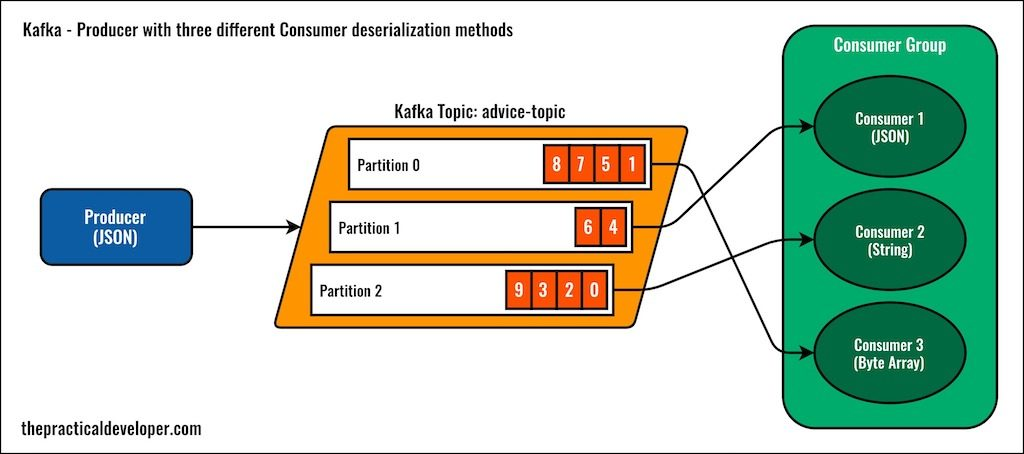 Kafka - Producer with three different Consumer deserialization methods
Consumer Group
Kafka Topic: advice-topic
Producer
(JSON)
Partition 0
8 7 5 1
Partition 1
6 4
Partition 2
9 3 2 0
Consumer 1
(JSON)
Consumer 2
(String)
Consumer 3
(Byte Array)
thepracticaldeveloper.com